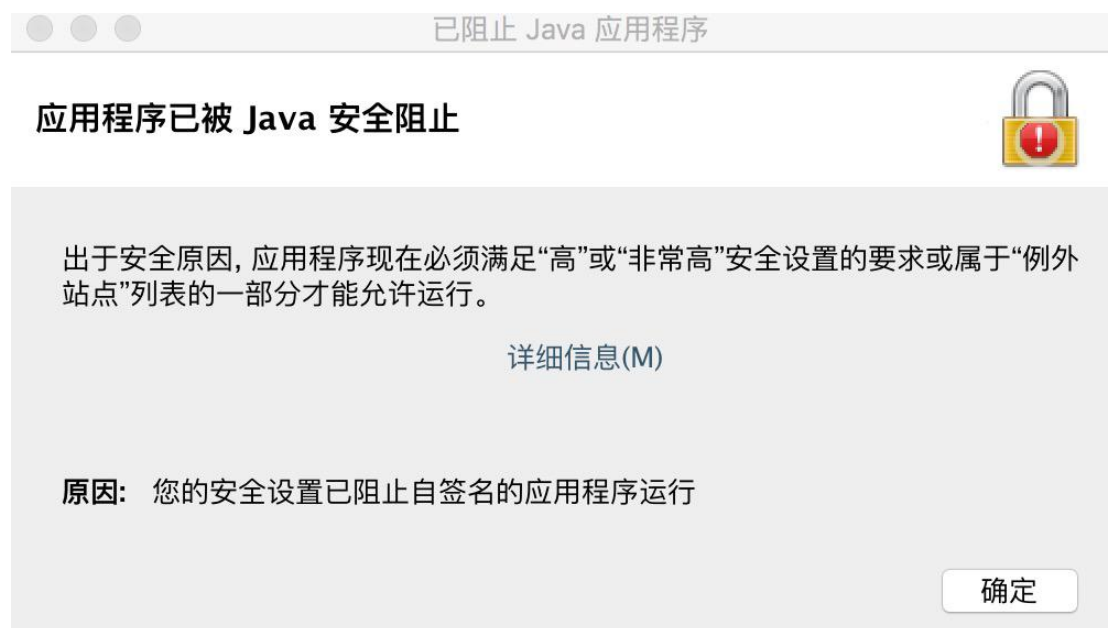 已阻止 Java 应用程序
应用程序已被 Java 安全阻止
出于安全原因, 应用程序现在必须满足“高”或“非常高”安全设置的要求或属于“例外
站点”列表的一部分才能允许运行。
详细信息(M)
原因: 您的安全设置已阻止自签名的应用程序运行
确定